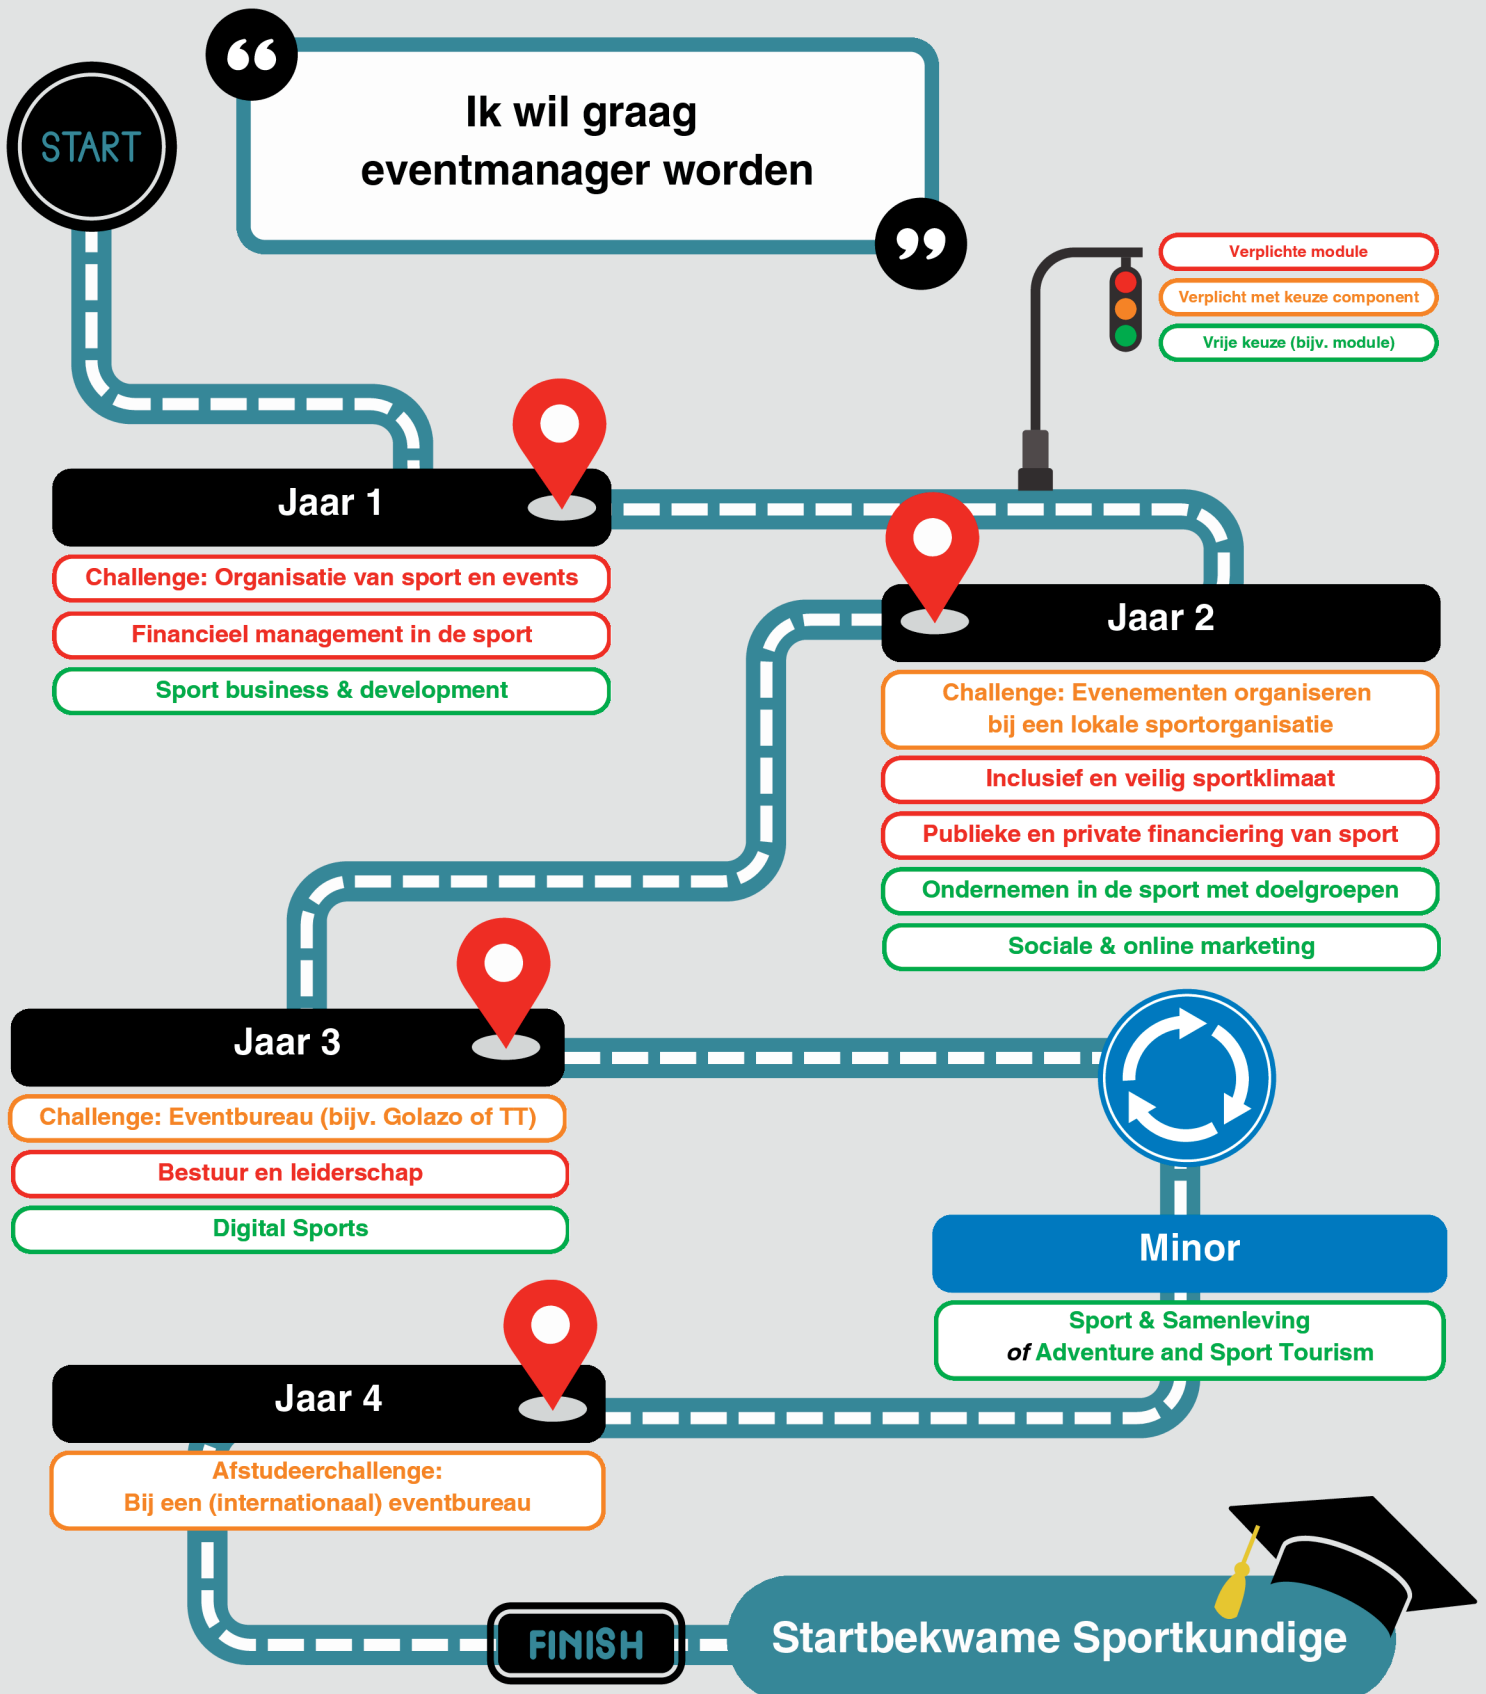 START
Ik wil graag
eventmanager worden
Verplichte module
Verplicht met keuze component
Vrije keuze (bijv. module)
Jaar 1
Challenge: Organisatie van sport en events
Financieel management in de sport
Sport business & development
Jaar 2
Challenge: Evenementen organiseren
bij een lokale sportorganisatie
Inclusief en veilig sportklimaat
Publieke en private financiering van sport
Ondernemen in de sport met doelgroepen
Sociale & online marketing
Jaar 3
Challenge: Eventbureau (bijv. Golazo of TT)
Bestuur en leiderschap
Digital Sports
Minor
Sport & Samenleving
of Adventure and Sport Tourism
Jaar 4
Afstudeerchallenge:
Bij een (internationaal) eventbureau
FINISH
Startbekwame Sportkundige